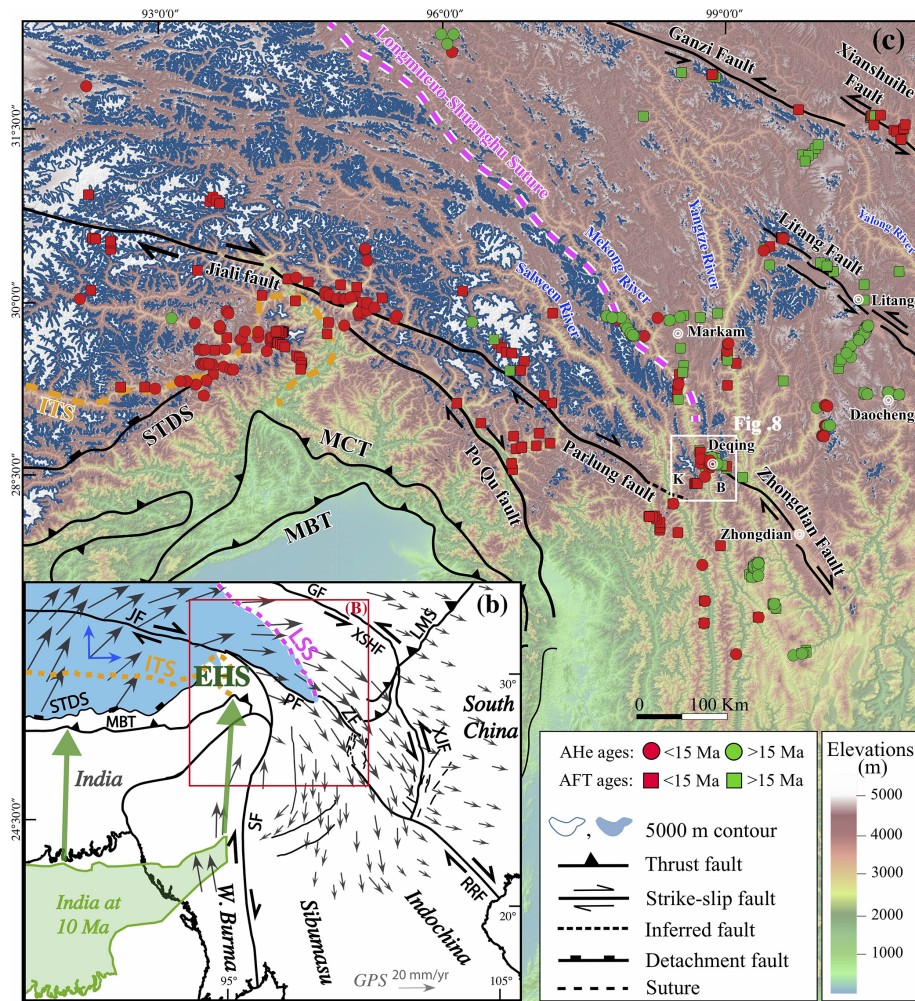 93°0'0"
96°0'0"
99°0'0"
(c)
31°30'0"
30°0'0"
28°30'0"
Longmucuo-Shuanghu Suture
Ganzi Fault
Xianshuihe
Fault
Litang Fault
Yalong River
Yangtze River
Mekong River
Salween River
Jiali fault
Litang
Markam
Daocheng
ITS
STDS
MCT
MBT
Po Qu fault
Parlung fault
Fig .8
Deqing
K
B
Zhongdian Fault
Zhongdian
0
100 Km
(b)
(B)
JF
GF
LSS
XSHF
LMS
ITS
EHS
STDS
MBT
PF
ZF
XJF
30°
South
China
India
24°30'0"
SF
RRF
India at
10 Ma
W. Burma
Sibumasu
Indochina
20°
GPS 20 mm/yr
95°
105°
AHe ages: <15 Ma >15 Ma
AFT ages: <15 Ma >15 Ma
, 5000 m contour
Thrust fault
Strike-slip fault
Inferred fault
Detachment fault
Suture
Elevations
(m)
5000
4000
3000
2000
1000